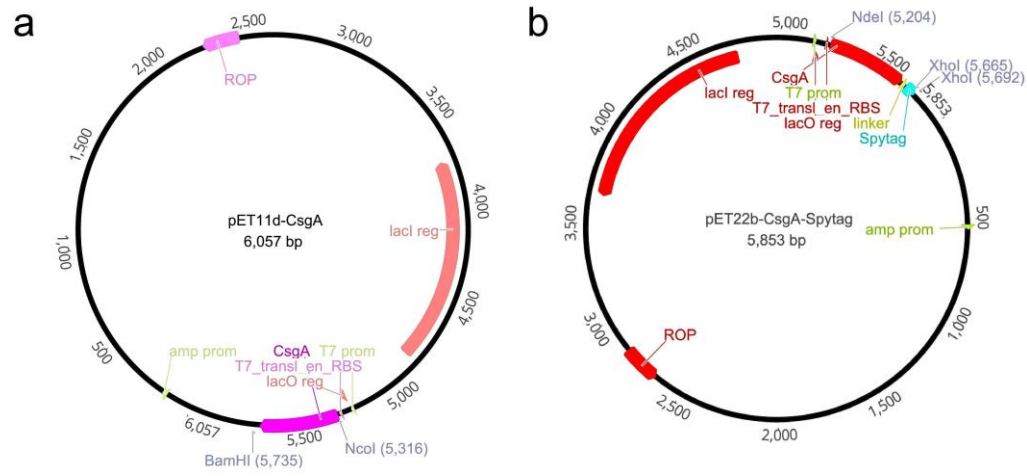 a
2,500
3,000
3,500
4,000
4,500
5,000
5,500
6,057
500
1,000
1,500
2,000
ROP
pET11d-CsgA
6,057 bp
lacI reg
amp prom
CsgA
T7 prom
T7_transl_en_RBS
lacO reg
NcoI (5,316)
BamHI (5,735)
b
5,000
NdeI (5,204)
5,500
XhoI (5,665)
XhoI (5,692)
5,853
4,500
4,000
3,500
3,000
2,500
2,000
1,500
1,000
500
CsgA
lacI reg
T7 prom
T7_transl_en_RBS
lacO reg
linker
Spytag
pET22b-CsgA-Spytag
5,853 bp
amp prom
ROP